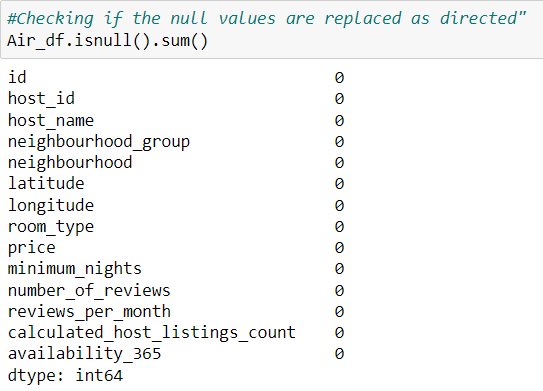 #Checking if the null values are replaced as directed"
Air_df.isnull().sum()
id 0
host_id 0
host_name 0
neighbourhood_group 0
neighbourhood 0
latitude 0
longitude 0
room_type 0
price 0
minimum_nights 0
number_of_reviews 0
reviews_per_month 0
calculated_host_listings_count 0
availability_365 0
dtype: int64